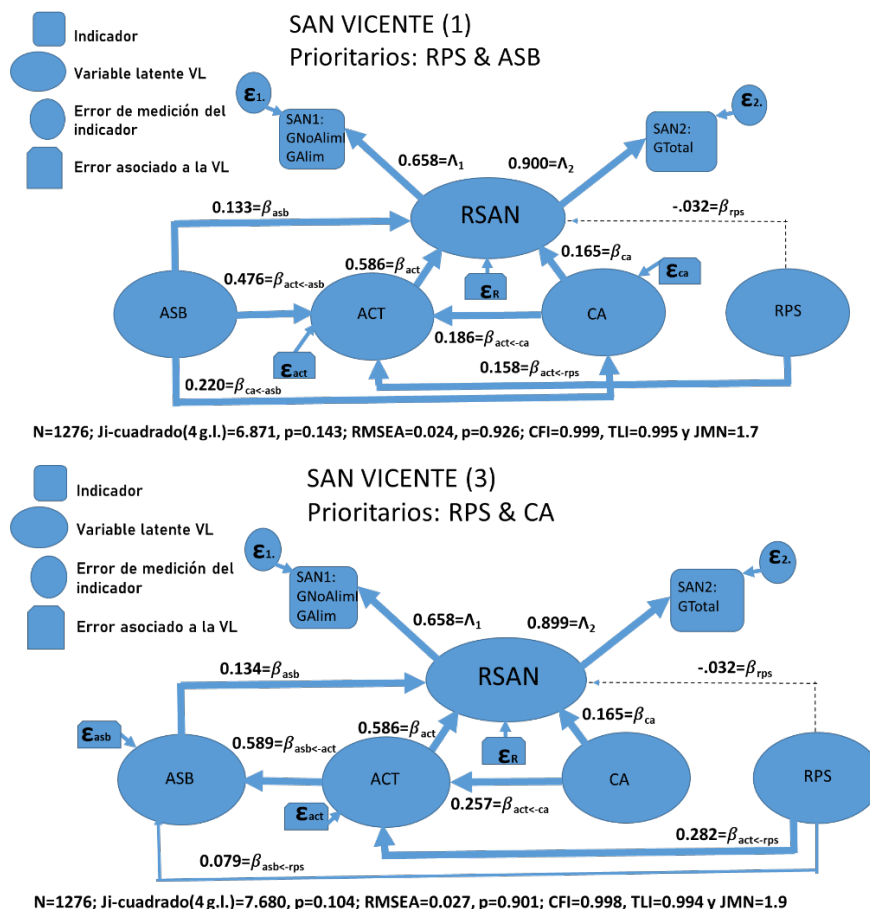 SAN VICENTE (1)
Prioritarios: RPS & ASB
Indicador
Variable latente VL
Error de medición del
indicador
Error asociado a la VL
ε1.
SAN1:
GNoAliml
GAlim
ε2.
SAN2:
GTotal
0.658=Λ1
0.900=Λ2
RSAN
0.133=βasb
-.032=βrps
0.476=βact<-asb
0.586=βact
0.165=βca
εR
εca
ASB
ACT
CA
RPS
0.186=βact<-ca
εact
0.158=βact<-rps
0.220=βca<-asb
N=1276; Ji-cuadrado(4 g.l.)=6.871, p=0.143; RMSEA=0.024, p=0.926; CFI=0.999, TLI=0.995 y JMN=1.7
SAN VICENTE (3)
Prioritarios: RPS & CA
Indicador
Variable latente VL
Error de medición del
indicador
Error asociado a la VL
ε1.
SAN1:
GNoAliml
GAlim
ε2.
SAN2:
GTotal
0.658=Λ1
0.899=Λ2
RSAN
0.134=βasb
-.032=βrps
εasb
0.589=βasb<-act
0.586=βact
0.165=βca
εR
ASB
ACT
CA
RPS
0.257=βact<-ca
εact
0.282=βact<-rps
0.079=βasb<-rps
N=1276; Ji-cuadrado(4 g.l.)=7.680, p=0.104; RMSEA=0.027, p=0.901; CFI=0.998, TLI=0.994 y JMN=1.9